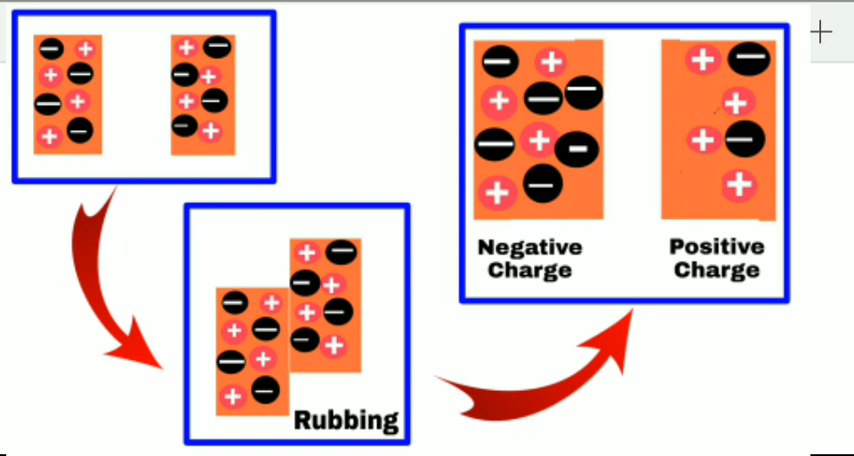 Negative
Charge
Positive
Charge
Rubbing